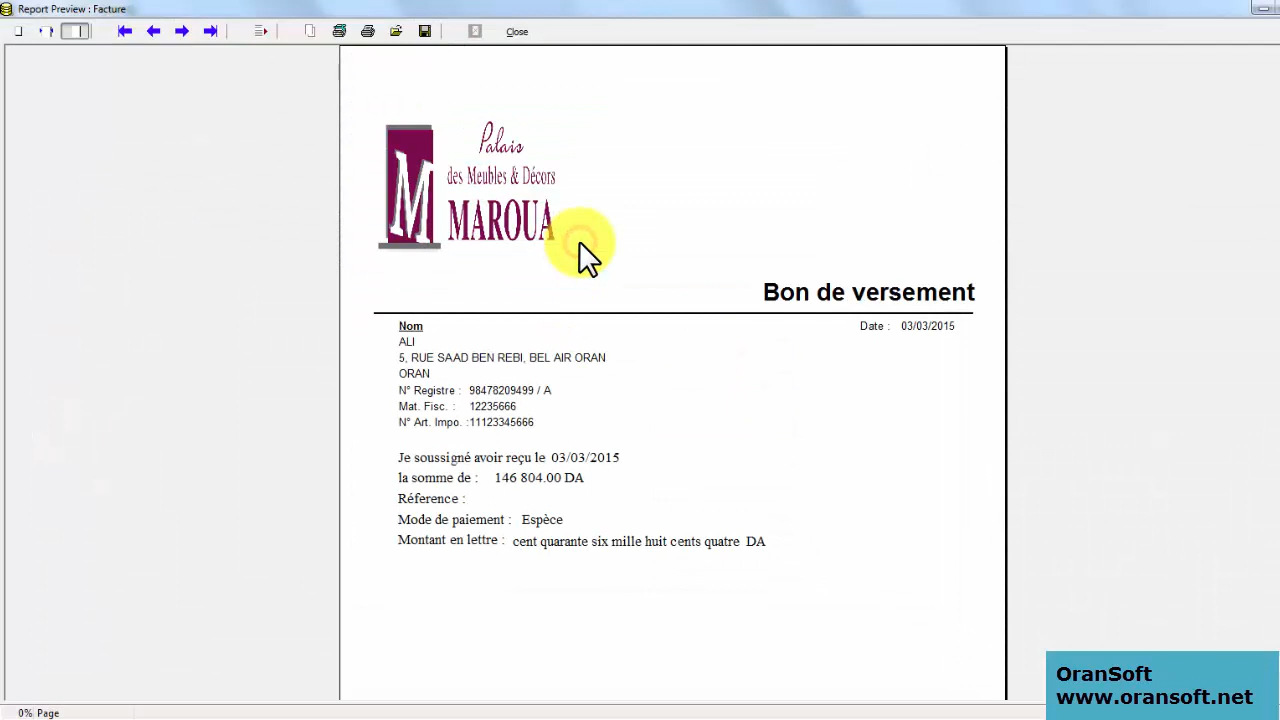 Report Preview : Facture
Close
Palais
des Meubles & Décors
M MAROUA
Bon de versement
Nom
Date : 03/03/2015
ALI
5, RUE SAAD BEN REBI, BEL AIR ORAN
ORAN
N° Registre : 98478209499 / A
Mat. Fisc. : 12235666
N° Art. Impo. :11123345666
Je soussigné avoir reçu le 03/03/2015
la somme de : 146 804.00 DA
Réference :
Mode de paiement : Espèce
Montant en lettre : cent quarante six mille huit cents quatre DA
OranSoft
www.oransoft.net
0% Page